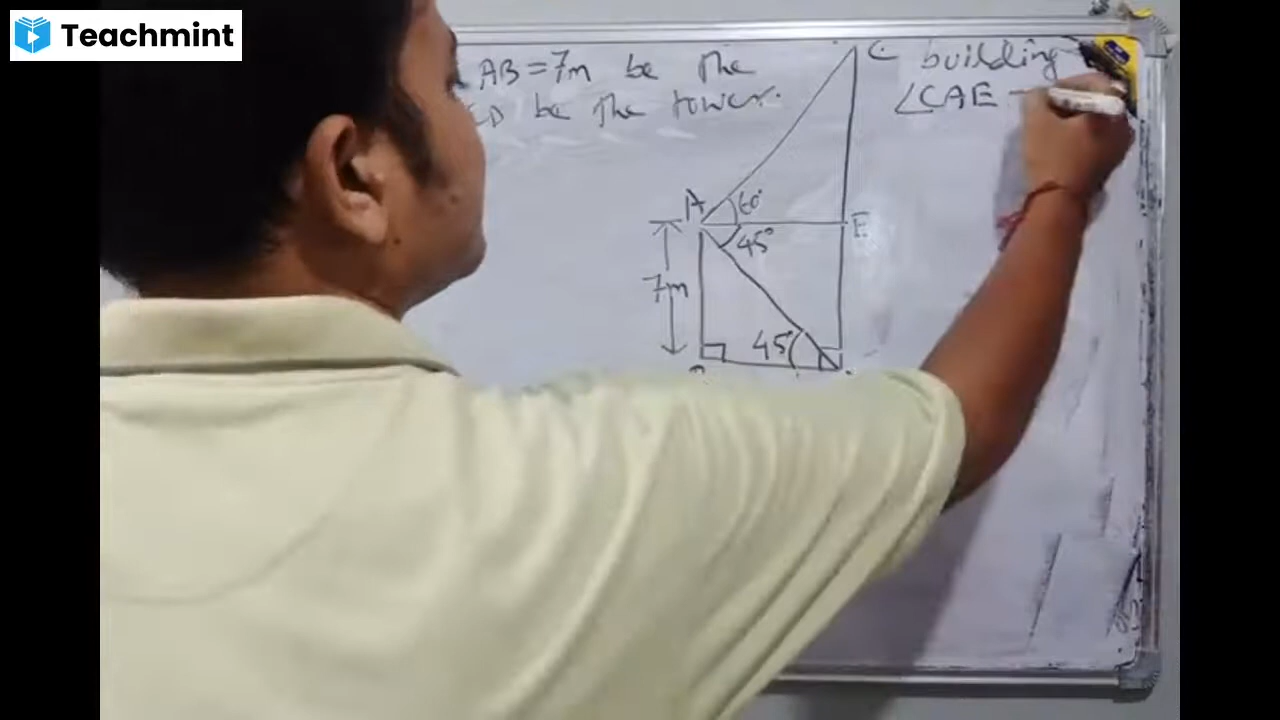 Teachmint
AB = 7m be the
C building
be the tower.
∠CAE
A
60°
E
45°
7m
45°